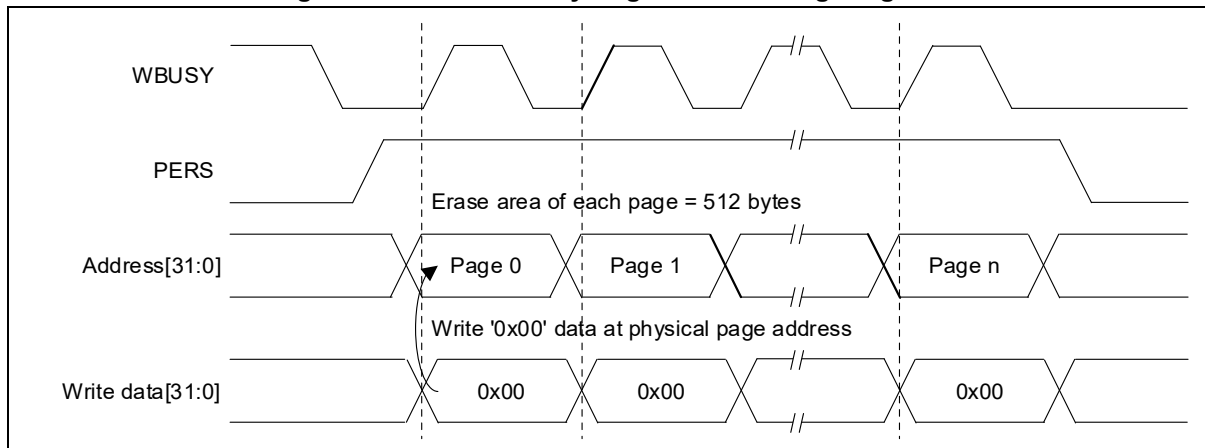 WBUSY
PERS
Erase area of each page = 512 bytes
Address[31:0]
Page 0
Page 1
Page n
Write '0x00' data at physical page address
Write data[31:0]
0x00
0x00
0x00